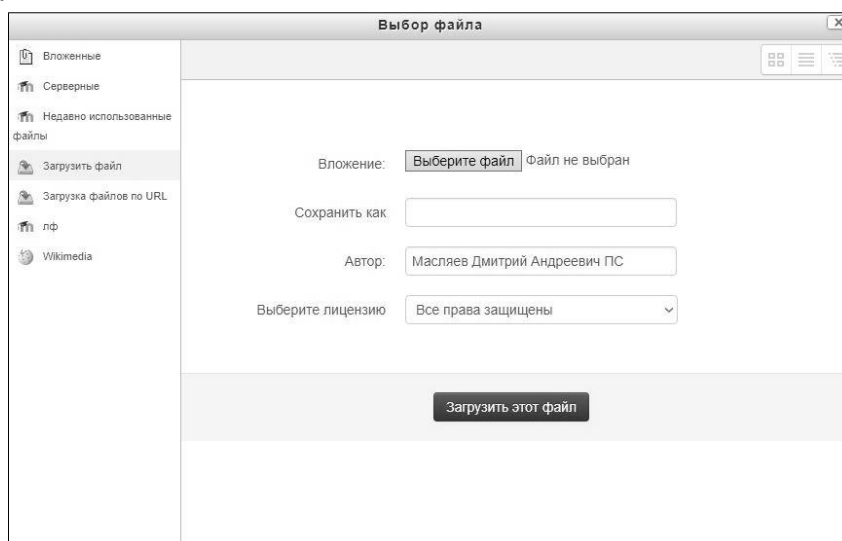 Выбор файла
Вложенные
Серверные
Недавно использованные
файлы
Загрузить файл
Загрузка файлов по URL
лф
Wikimedia
Вложение:
Выберите файл Файл не выбран
Сохранить как
Автор:
Масляев Дмитрий Андреевич ПС
Выберите лицензию
Все права защищены
Загрузить этот файл